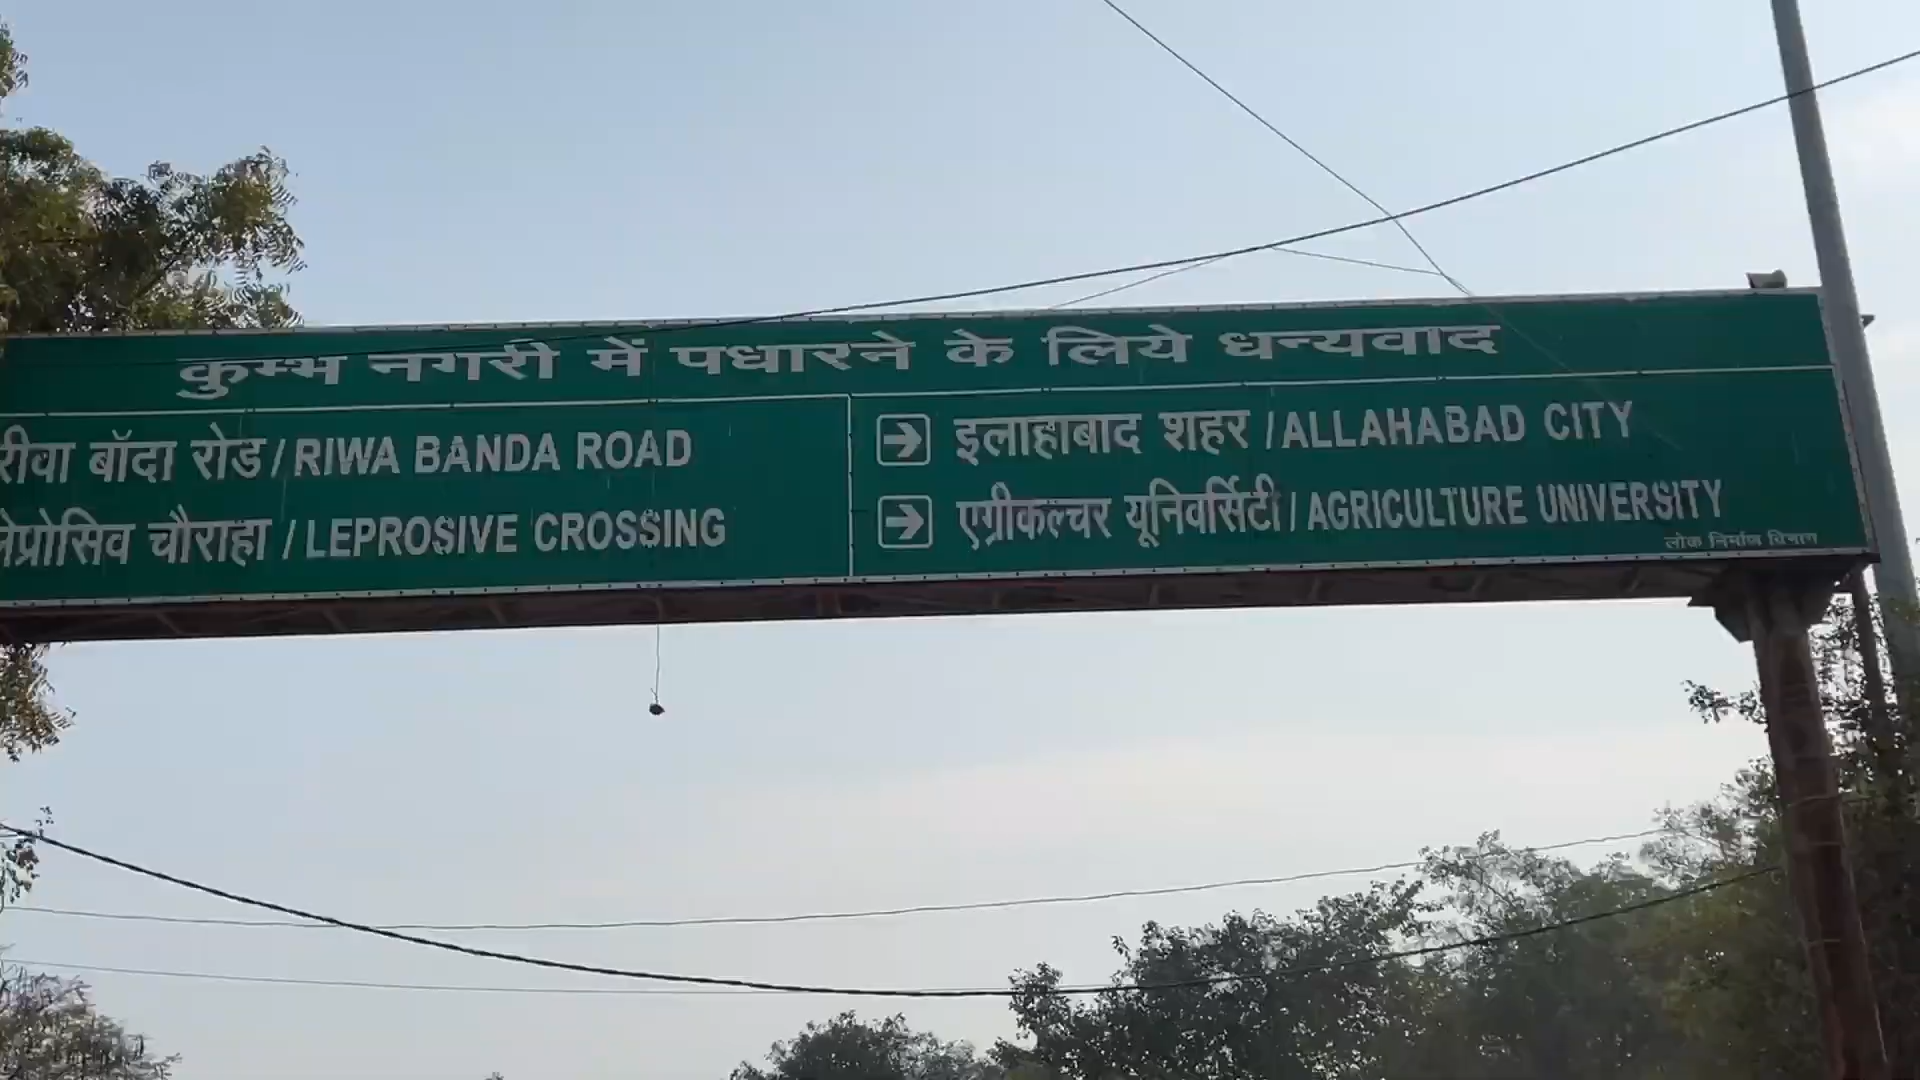 कुम्भ नगरी में पधारने के लिये धन्यवाद
रीवा बॉदा रोड/RIWA BANDA ROAD
लेप्रोसिव चौराहा/LEPROSIVE CROSSING
इलाहाबाद शहर/ALLAHABAD CITY
एग्रीकल्चर यूनिवर्सिटी/AGRICULTURE UNIVERSITY
लोक निर्माण विभाग